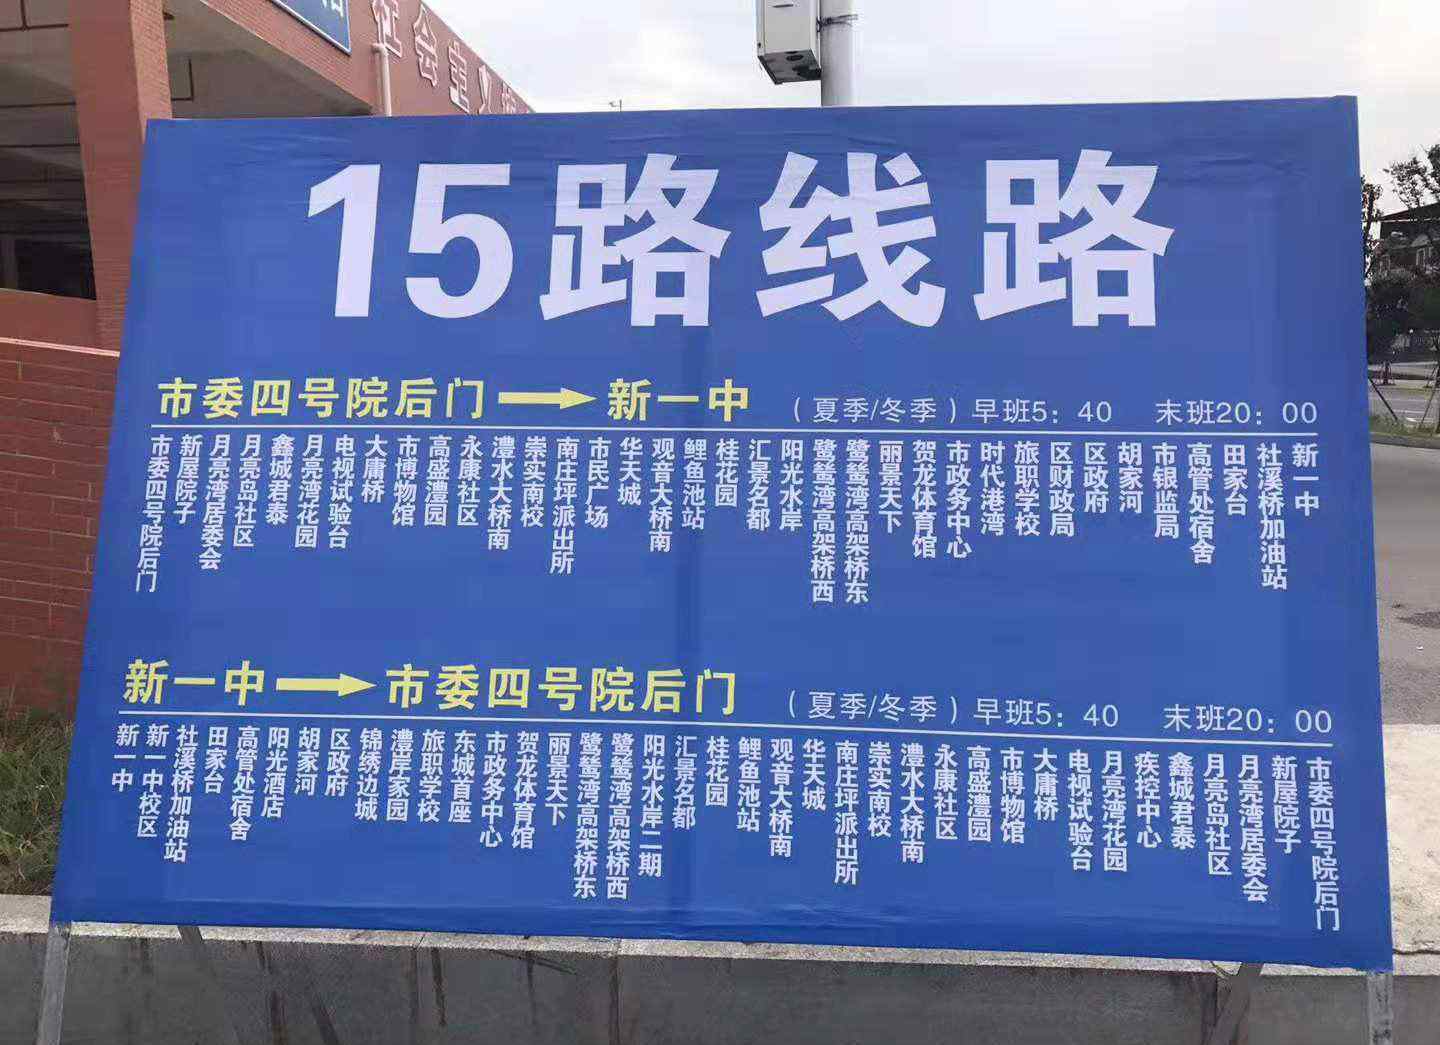 社会主义
15路线路
市委四号院后门 → 新一中 （夏季/冬季）早班5：40 末班20：00
市委四号院后门
新屋院子
月亮湾居委会
月亮岛社区
鑫城君泰
月亮湾花园
电视试验台
大庸桥
市博物馆
高盛澧园
永康社区
澧水大桥南
崇实南校
南庄坪派出所
市民广场
华天城
观音大桥南
鲤鱼池站
桂花园
汇景名都
阳光水岸
鹭鸶湾高架桥西
鹭鸶湾高架桥东
丽景天下
贺龙体育馆
市政务中心
时代港湾
旅职学校
区财政局
区政府
胡家河
市银监局
高管处宿舍
田家台
社溪桥加油站
新一中
新一中 → 市委四号院后门 （夏季/冬季）早班5：40 末班20：00
新一中
新一中校区
社溪桥加油站
田家台
高管处宿舍
阳光酒店
胡家河
区政府
锦绣边城
澧岸家园
旅职学校
东城首座
市政务中心
贺龙体育馆
丽景天下
鹭鸶湾高架桥东
鹭鸶湾高架桥西
阳光水岸二期
汇景名都
桂花园
鲤鱼池站
观音大桥南
华天城
南庄坪派出所
崇实南校
澧水大桥南
永康社区
高盛澧园
市博物馆
大庸桥
电视试验台
月亮湾花园
疾控中心
鑫城君泰
月亮岛社区
月亮湾居委会
新屋院子
市委四号院后门